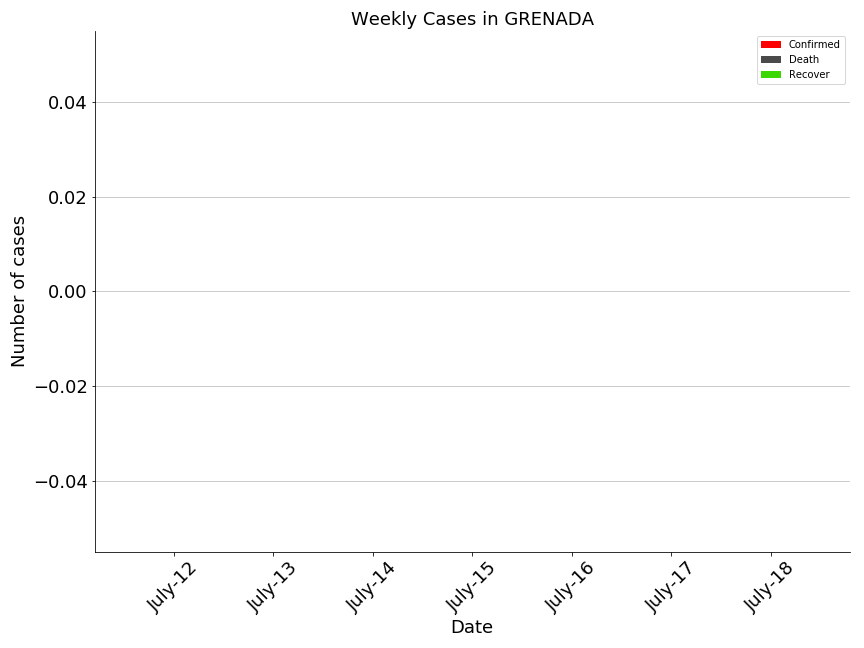 Weekly Cases in GRENADA
Confirmed
Death
Recover
Number of cases
0.04
0.02
0.00
−0.02
−0.04
July-12
July-13
July-14
July-15
July-16
July-17
July-18
Date